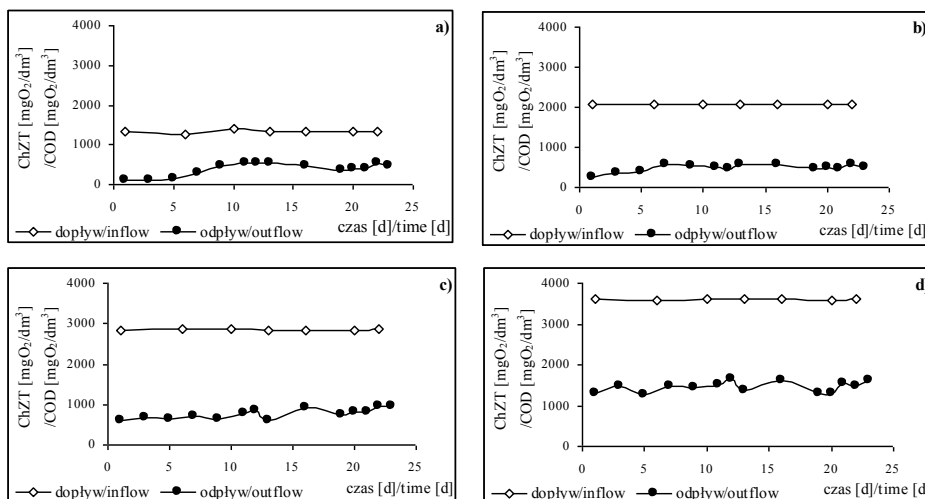 a)
ChZT [mgO₂/dm³]
/COD [mgO₂/dm³]
4000
3000
2000
1000
0
0 5 10 15 20 25
czas [d]/time [d]
dopływ/inflow odpływ/outflow
b)
ChZT [mgO₂/dm³]
/COD [mgO₂/dm³]
4000
3000
2000
1000
0
0 5 10 15 20 25
czas [d]/time [d]
dopływ/inflow odpływ/outflow
c)
ChZT [mgO₂/dm³]
/COD [mgO₂/dm³]
4000
3000
2000
1000
0
0 5 10 15 20 25
czas [d]/time [d]
dopływ/inflow odpływ/outflow
d)
ChZT [mgO₂/dm³]
/COD [mgO₂/dm³]
4000
3000
2000
1000
0
0 5 10 15 20 25
czas [d]/time [d]
dopływ/inflow odpływ/outflow